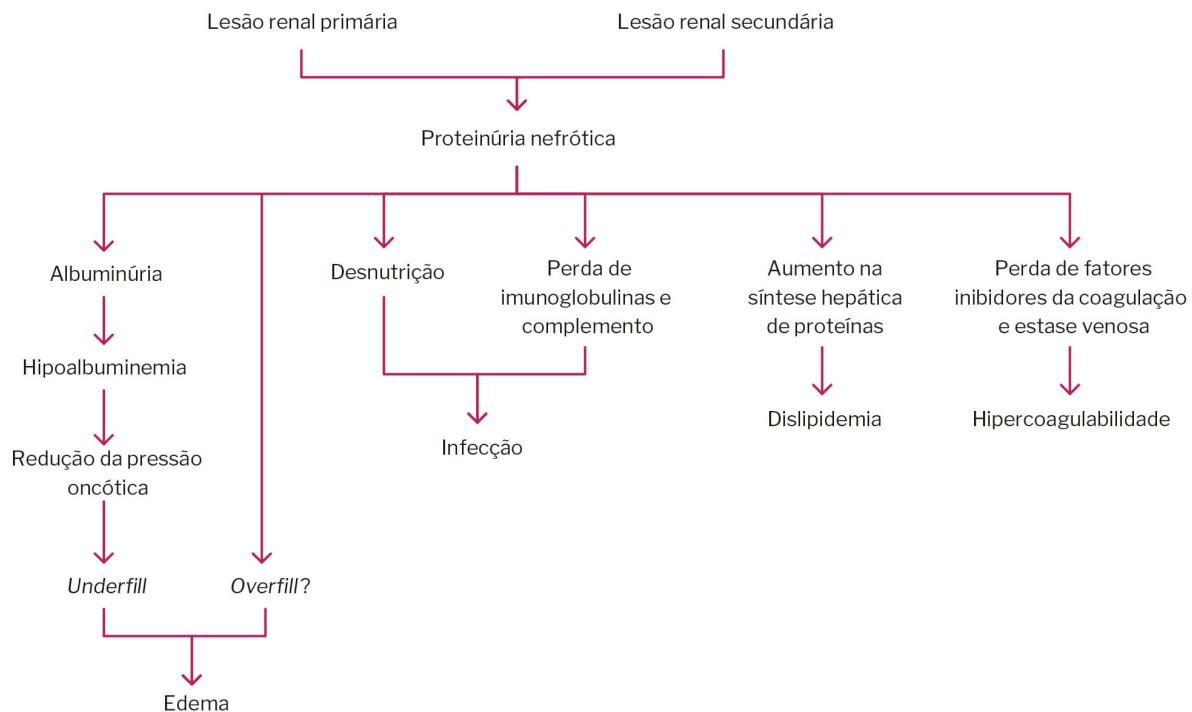 Lesão renal primária
Lesão renal secundária
Proteinúria nefrótica
Albuminúria
Hipoalbuminemia
Redução da pressão
oncótica
Underfill
Overfill?
Edema
Desnutrição
Perda de
imunoglobulinas e
complemento
Infecção
Aumento na
síntese hepática
de proteínas
Dislipidemia
Perda de fatores
inibidores da coagulação
e estase venosa
Hipercoagulabilidade